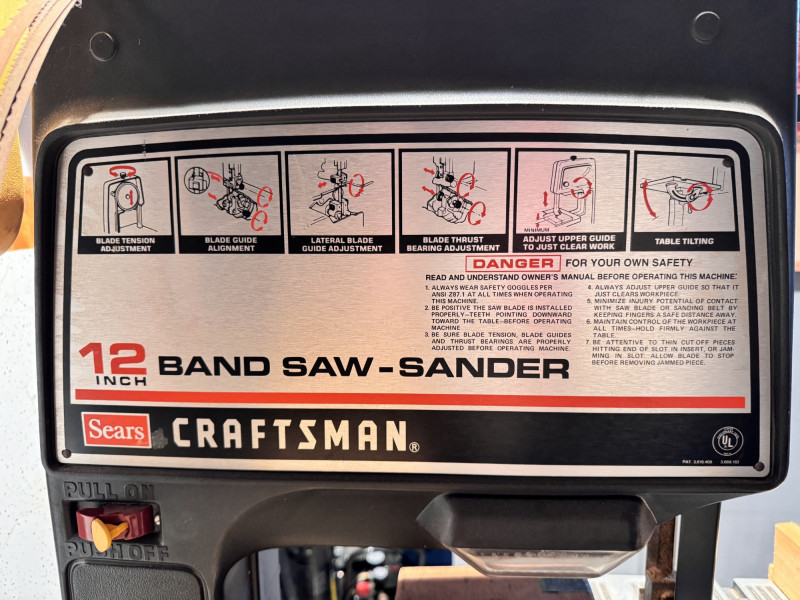 BLADE TENSION
ADJUSTMENT
BLADE GUIDE
ALIGNMENT
LATERAL BLADE
GUIDE ADJUSTMENT
BLADE THRUST
BEARING ADJUSTMENT
MINIMUM
ADJUST UPPER GUIDE
TO JUST CLEAR WORK
TABLE TILTING
DANGER FOR YOUR OWN SAFETY
READ AND UNDERSTAND OWNER'S MANUAL BEFORE OPERATING THIS MACHINE:
1. ALWAYS WEAR SAFETY GOGGLES PER
ANSI Z87.1 AT ALL TIMES WHEN OPERATING
THIS MACHINE.
2. BE POSITIVE THE SAW BLADE IS INSTALLED
PROPERLY-TEETH POINTING DOWNWARD
TOWARD THE TABLE-BEFORE OPERATING
MACHINE
3. BE SURE BLADE TENSION, BLADE GUIDES
AND THRUST BEARINGS ARE PROPERLY
ADJUSTED BEFORE OPERATING MACHINE.
4. ALWAYS ADJUST UPPER GUIDE SO THAT IT
JUST CLEARS WORKPIECE.
5. MINIMIZE INJURY POTENTIAL OF CONTACT
WITH SAW BLADE OR SANDING BELT BY
KEEPING FINGERS A SAFE DISTANCE AWAY.
6. MAINTAIN CONTROL OF THE WORKPIECE AT
ALL TIMES-HOLD FIRMLY AGAINST THE
TABLE.
7. BE ATTENTIVE TO THIN CUT-OFF PIECES
HITTING END OF SLOT IN INSERT, OR JAM-
MING IN SLOT. ALLOW BLADE TO STOP
BEFORE REMOVING JAMMED PIECE.
12
INCH
BAND SAW-SANDER
Sears
CRAFTSMAN®
UL
PULL ON
PUSH OFF